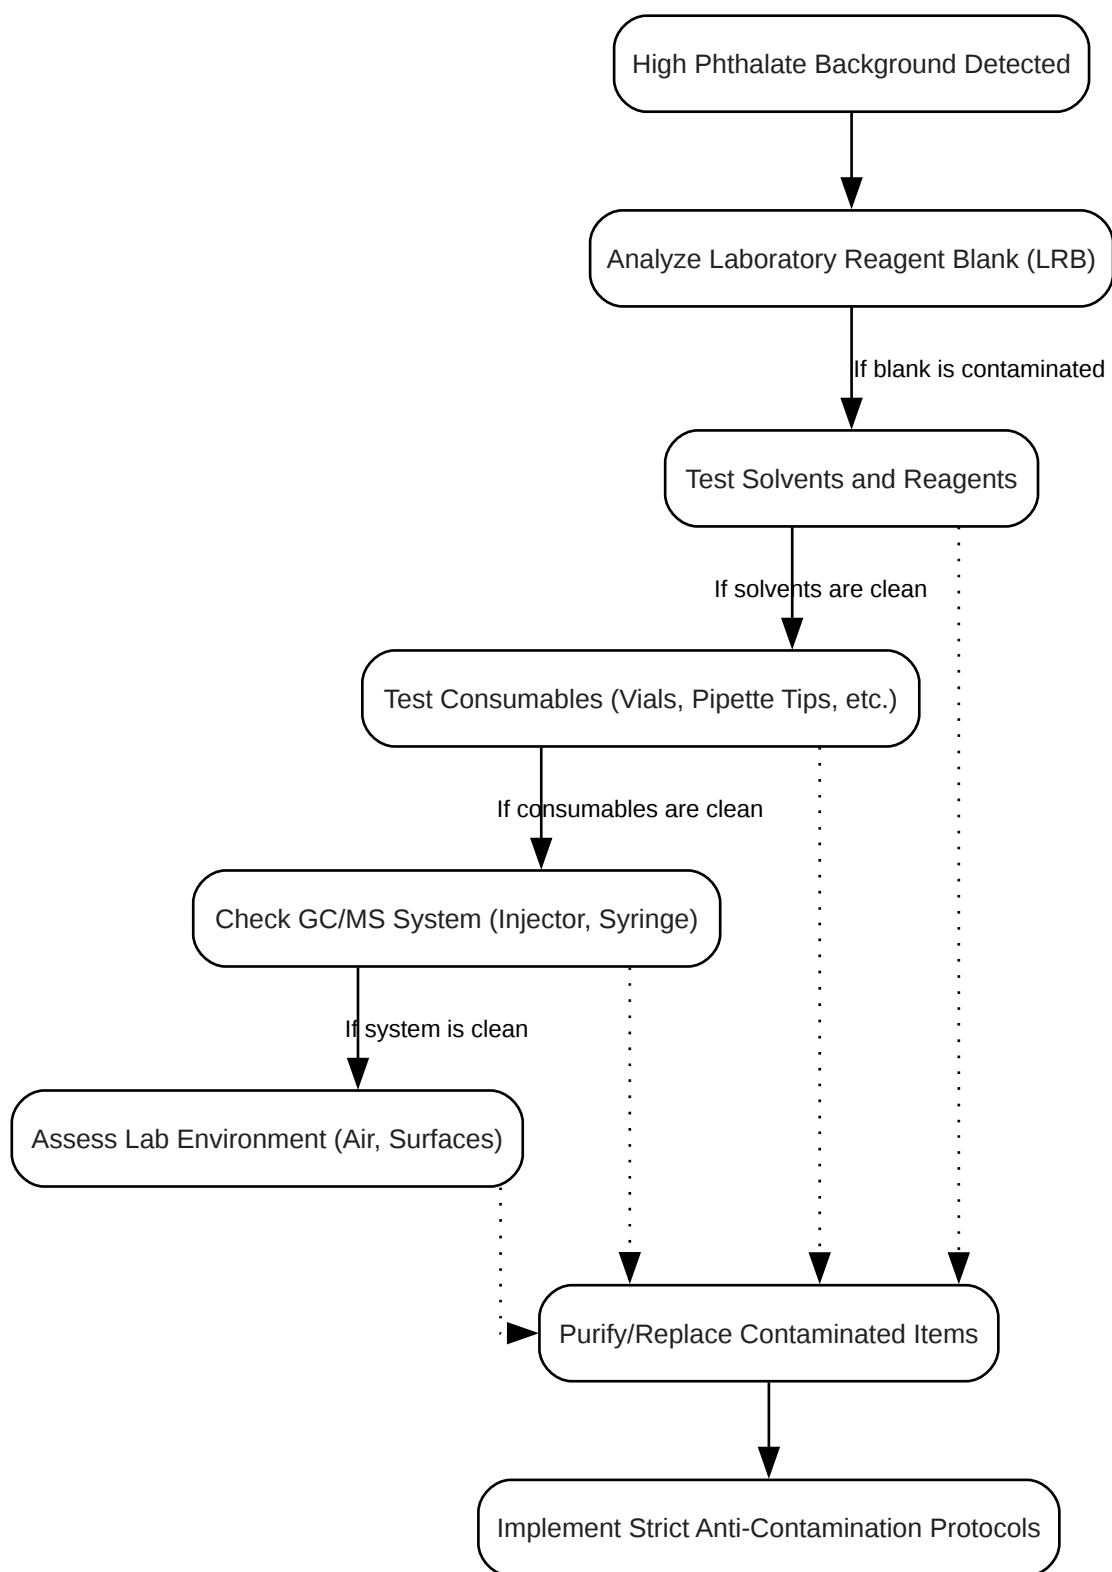 High Phthalate Background Detected
Analyze Laboratory Reagent Blank (LRB)
If blank is contaminated
Test Solvents and Reagents
If solvents are clean
Test Consumables (Vials, Pipette Tips, etc.)
If consumables are clean
Check GC/MS System (Injector, Syringe)
If system is clean
Assess Lab Environment (Air, Surfaces)
Purify/Replace Contaminated Items
Implement Strict Anti-Contamination Protocols